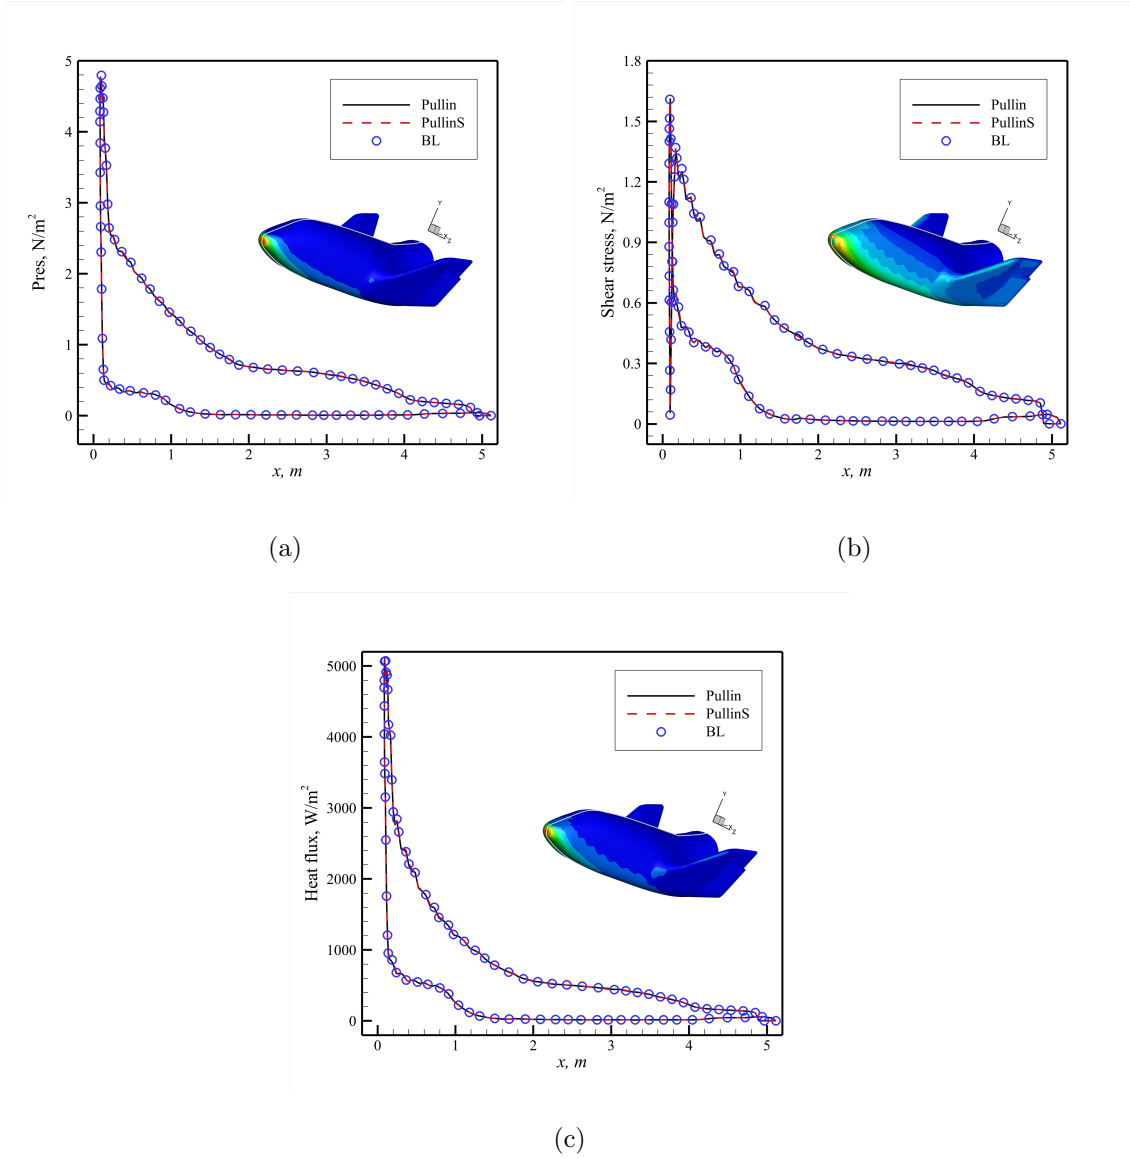 5
4
3
2
1
0
Pres, N/m²
0 1 2 3 4 5
x, m
Pullin
PullinS
BL
Y
X
Z
(a)
1.8
1.5
1.2
0.9
0.6
0.3
0
Shear stress, N/m²
0 1 2 3 4 5
x, m
Pullin
PullinS
BL
Y
X
Z
(b)
5000
4000
3000
2000
1000
0
Heat flux, W/m²
0 1 2 3 4 5
x, m
Pullin
PullinS
BL
Y
X
Z
(c)